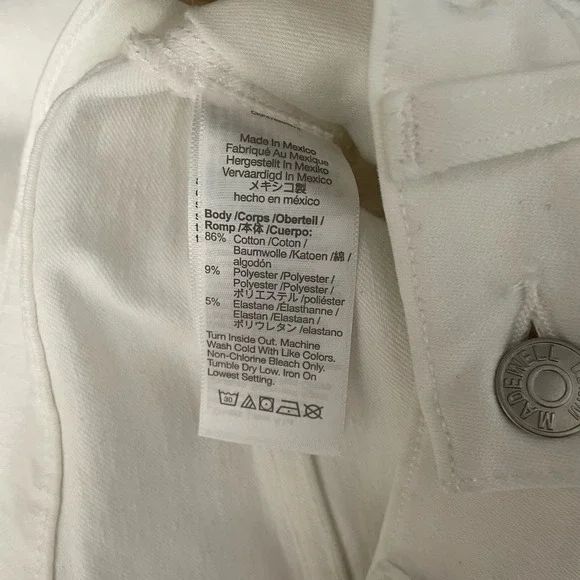 Made In Mexico
Fabriqué Au Mexique
Hergestellt In Mexiko
Vervaardigd In Mexico
メキシコ製
hecho en méxico
Body /Corps /Oberteil /
Romp /本体 /Cuerpo:
86% Cotton /Coton /
Baumwolle /Katoen /綿 /
algodón
9% Polyester /Polyester /
Polyester /Polyester /
ポリエステル /poliéster
5% Elastane /Élasthanne /
Elastan /Elastaan /
ポリウレタン /elastano
Turn Inside Out. Machine
Wash Cold With Like Colors.
Non-Chlorine Bleach Only.
Tumble Dry Low. Iron On
Lowest Setting.
30
MADEWELL